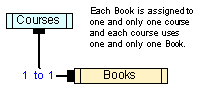 Courses
Each Book is assigned to
one and only one course
and each course uses
one and only one Book.
1 to 1
Books